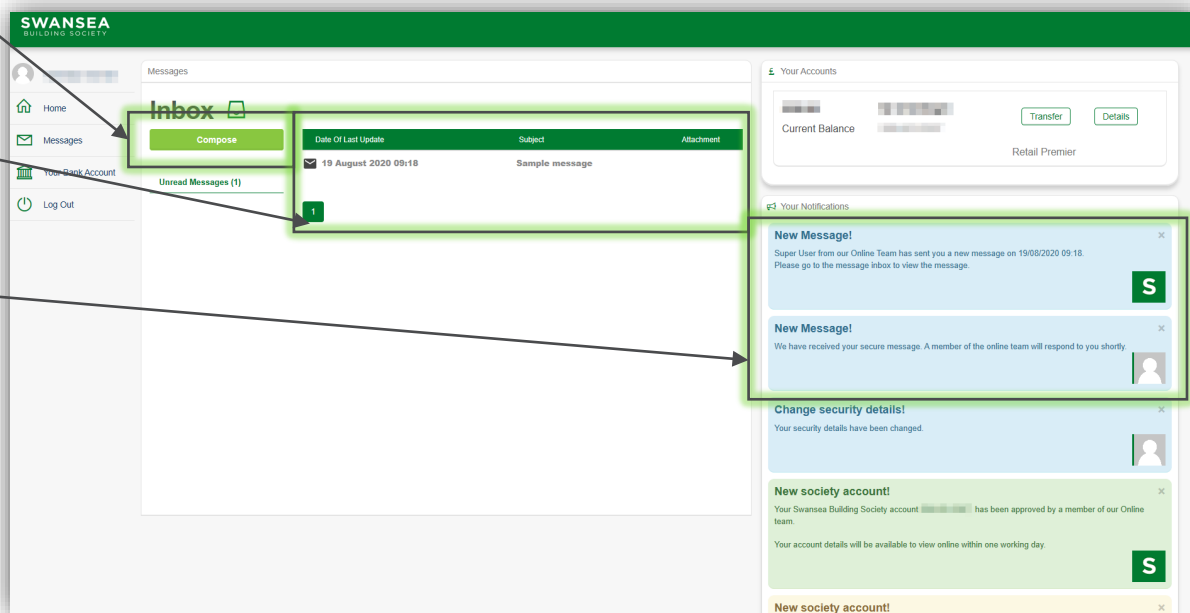 SWANSEA
BUILDING SOCIETY
Home
Messages
Your Bank Account
Log Out
Messages
Inbox
Compose
Unread Messages (1)
Date Of Last Update Subject Attachment
19 August 2020 09:18 Sample message
1
£ Your Accounts
Current Balance
Transfer Details
Retail Premier
Your Notifications
New Message! ×
Super User from our Online Team has sent you a new message on 19/08/2020 09:18.
Please go to the message inbox to view the message.
S
New Message! ×
We have received your secure message. A member of the online team will respond to you shortly.
Change security details! ×
Your security details have been changed.
New society account! ×
Your Swansea Building Society account has been approved by a member of our Online
team.
Your account details will be available to view online within one working day.
S
New society account! ×